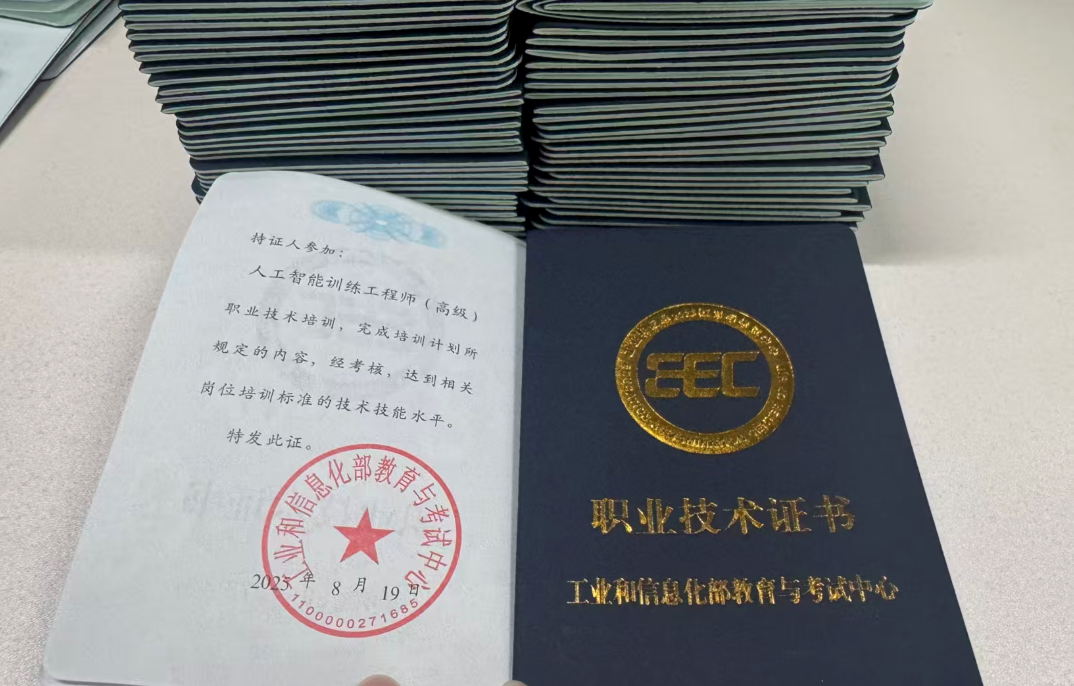 持证人参加：
人工智能训练工程师（高级）
职业技术培训，完成培训计划所
规定的内容，经考核，达到相关
岗位培训标准的技术技能水平。
特发此证。
工业和信息化部教育与考试中心
2025 年 8 月 19 日
1100000271685
EEC
职业技术证书
工业和信息化部教育与考试中心